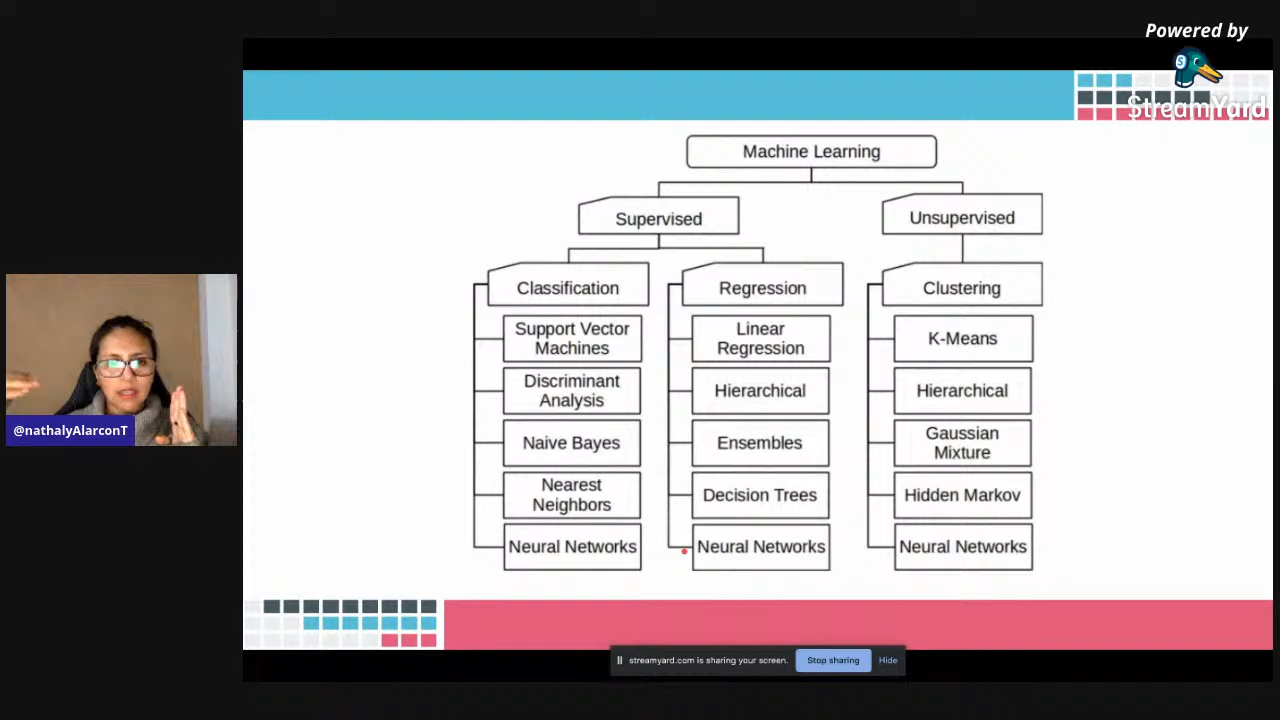 Powered by
StreamYard
Machine Learning
Supervised
Unsupervised
Classification
Regression
Clustering
Support Vector
Machines
Linear
Regression
K-Means
Discriminant
Analysis
Hierarchical
Hierarchical
Naive Bayes
Ensembles
Gaussian
Mixture
Nearest
Neighbors
Decision Trees
Hidden Markov
Neural Networks
Neural Networks
Neural Networks
@nathalyAlarconT
streamyard.com is sharing your screen.
Stop sharing
Hide